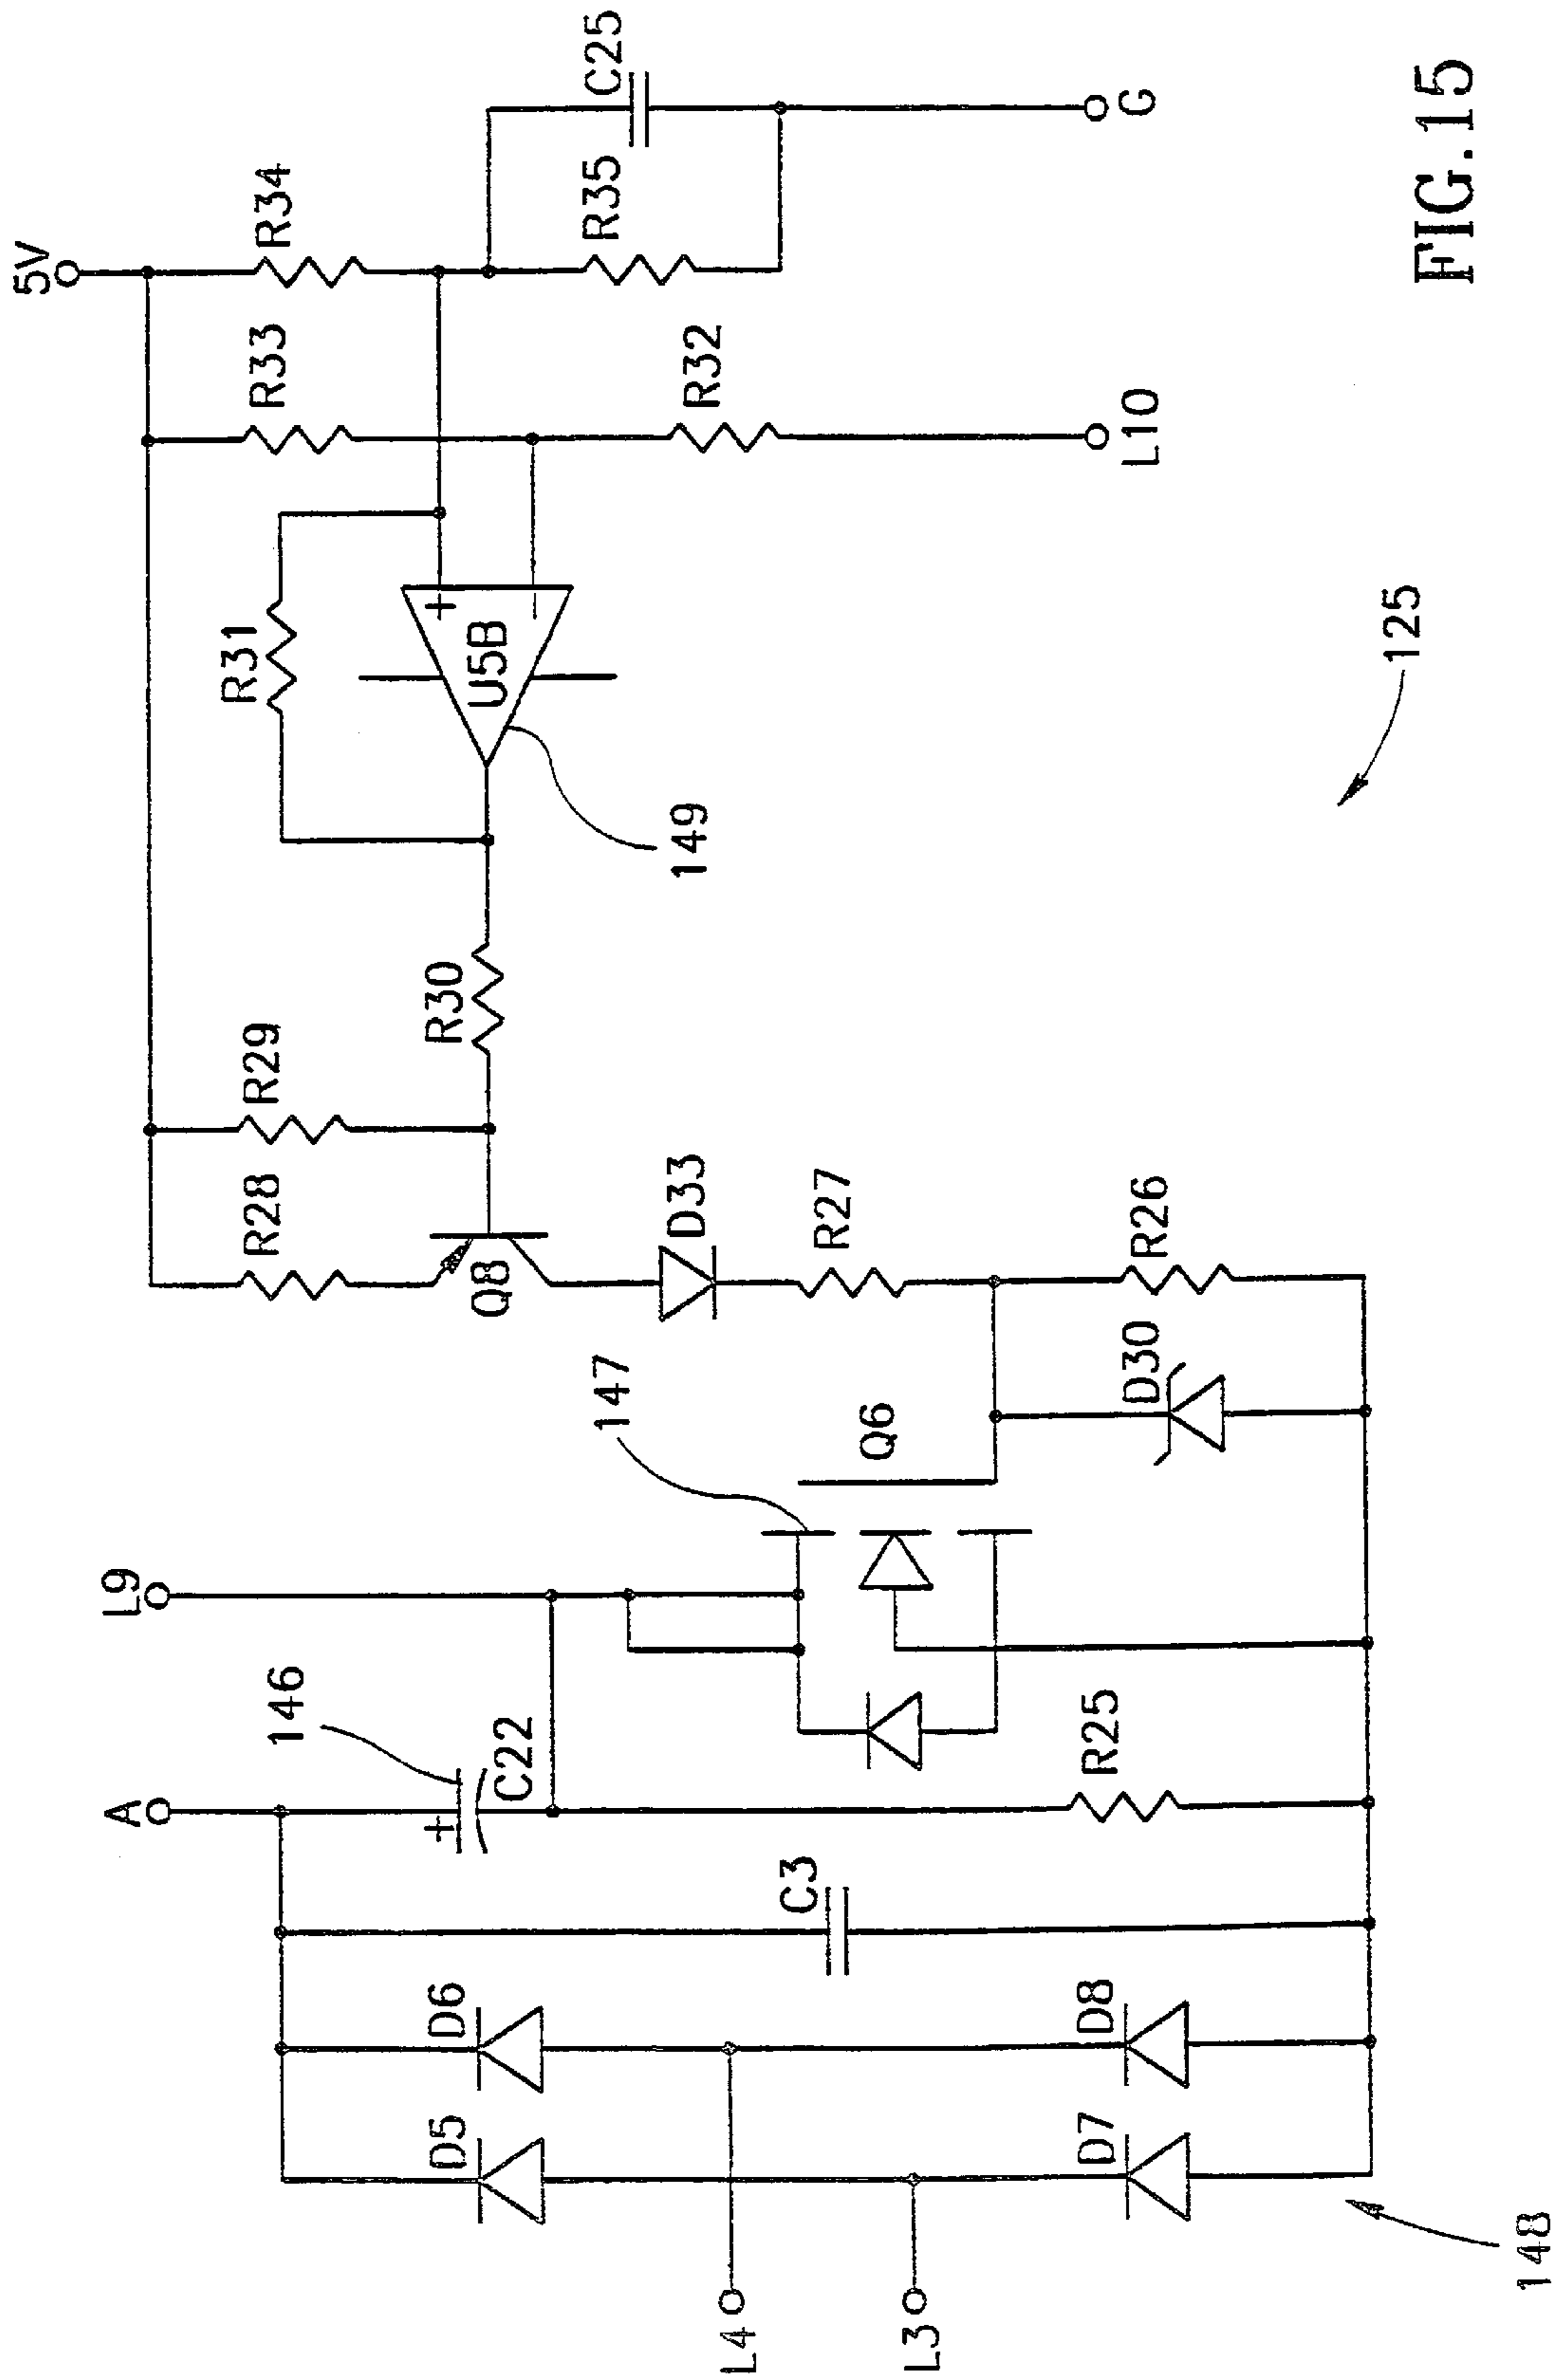 5V
R34
C25
R33
R35
R32
G
L10
R31
+
-
U5B
149
R29
R30
R28
Q8
D33
R27
R26
D30
147
Q6
L9
146
A
+
C22
R25
C3
D6
D8
D5
D7
L4
L3
148
125
FIG. 15